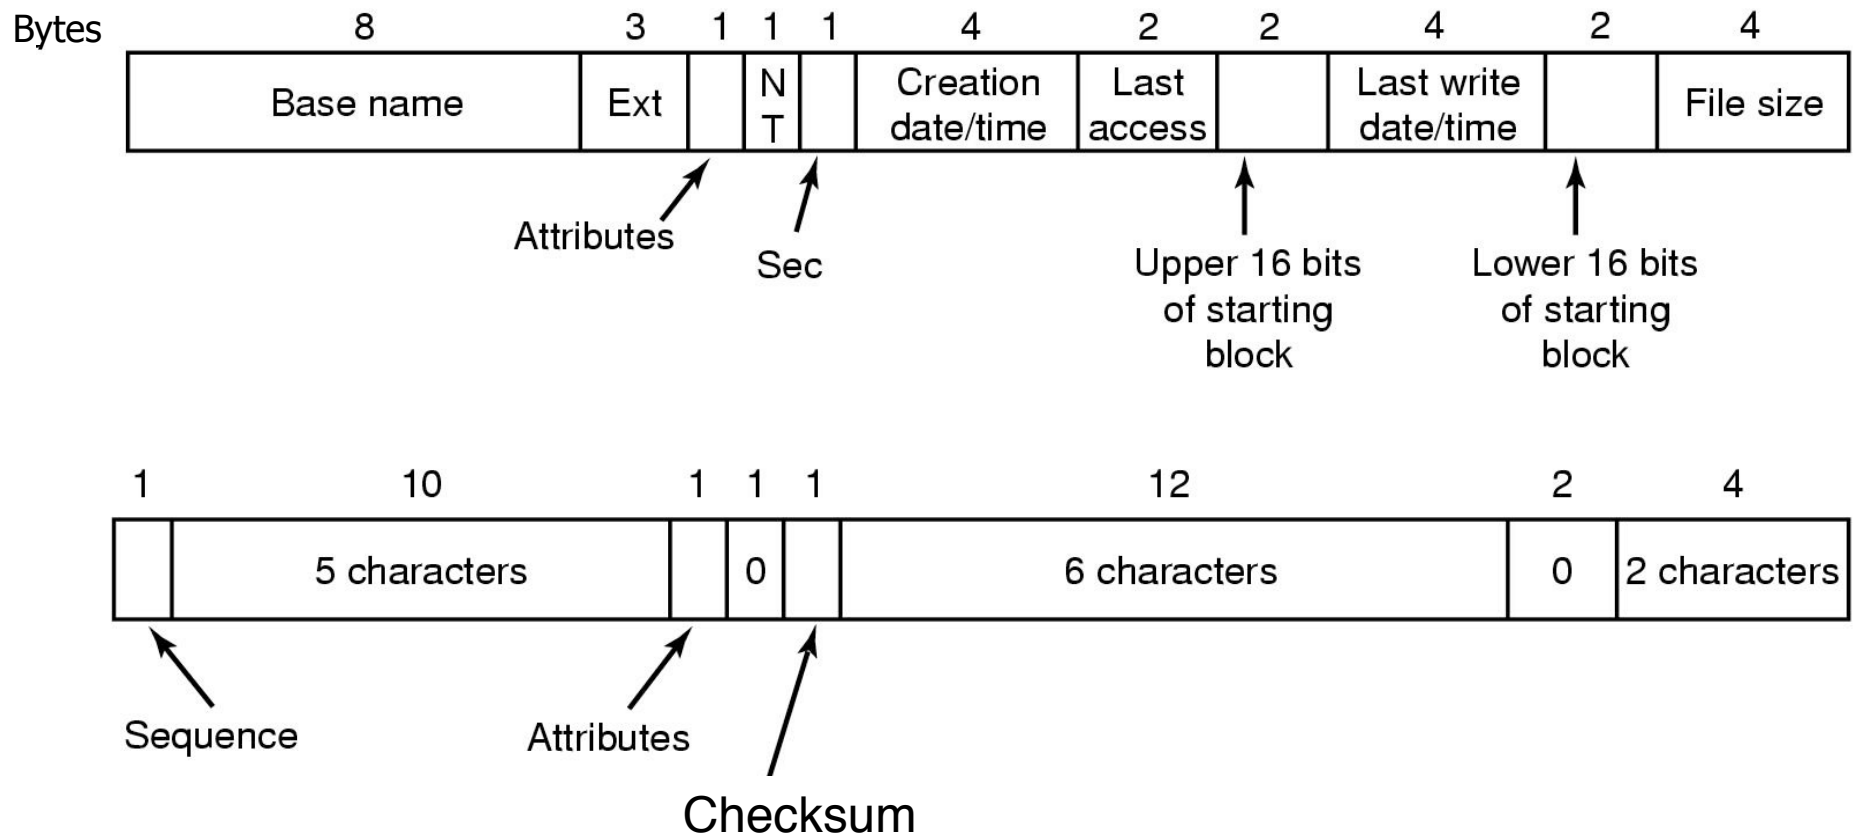 Bytes 8 3 1 1 1 4 2 2 4 2 4
Base name Ext N T Creation date/time Last access Last write date/time File size
Attributes
Sec
Upper 16 bits of starting block
Lower 16 bits of starting block
1 10 1 1 1 12 2 4
5 characters 0 6 characters 0 2 characters
Sequence
Attributes
Checksum